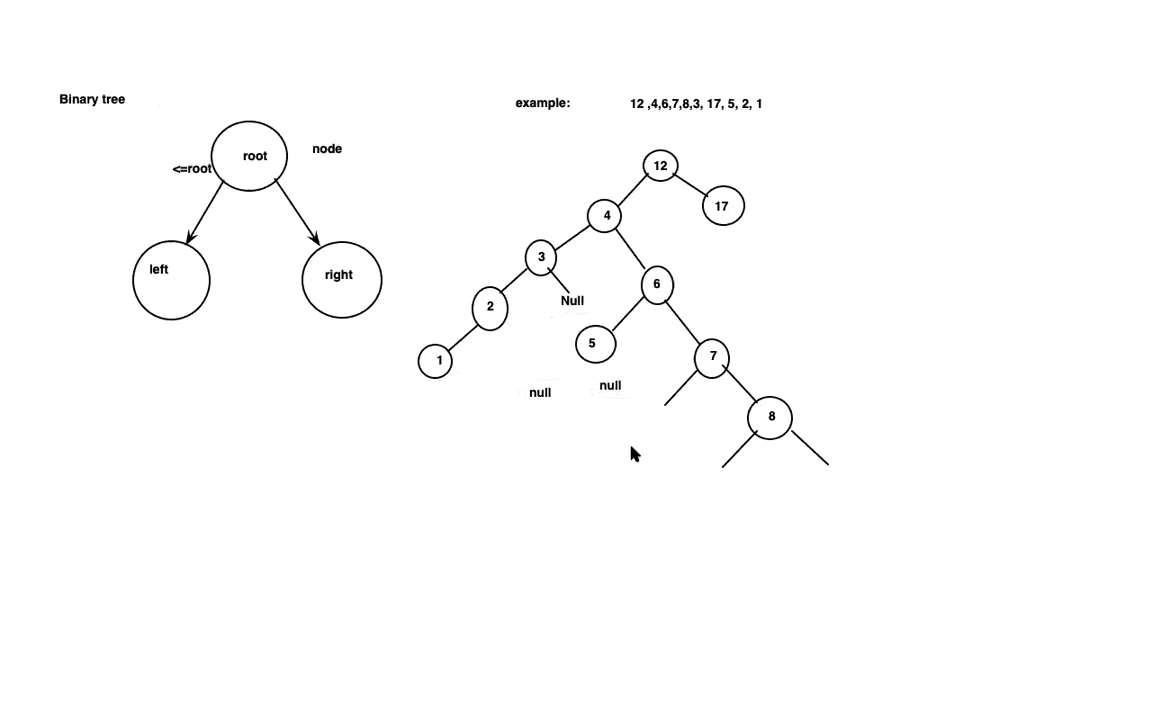 Binary tree
example:
12 ,4,6,7,8,3, 17, 5, 2, 1
node
root
<=root
left
right
12
17
4
3
6
Null
2
5
1
7
null
null
8